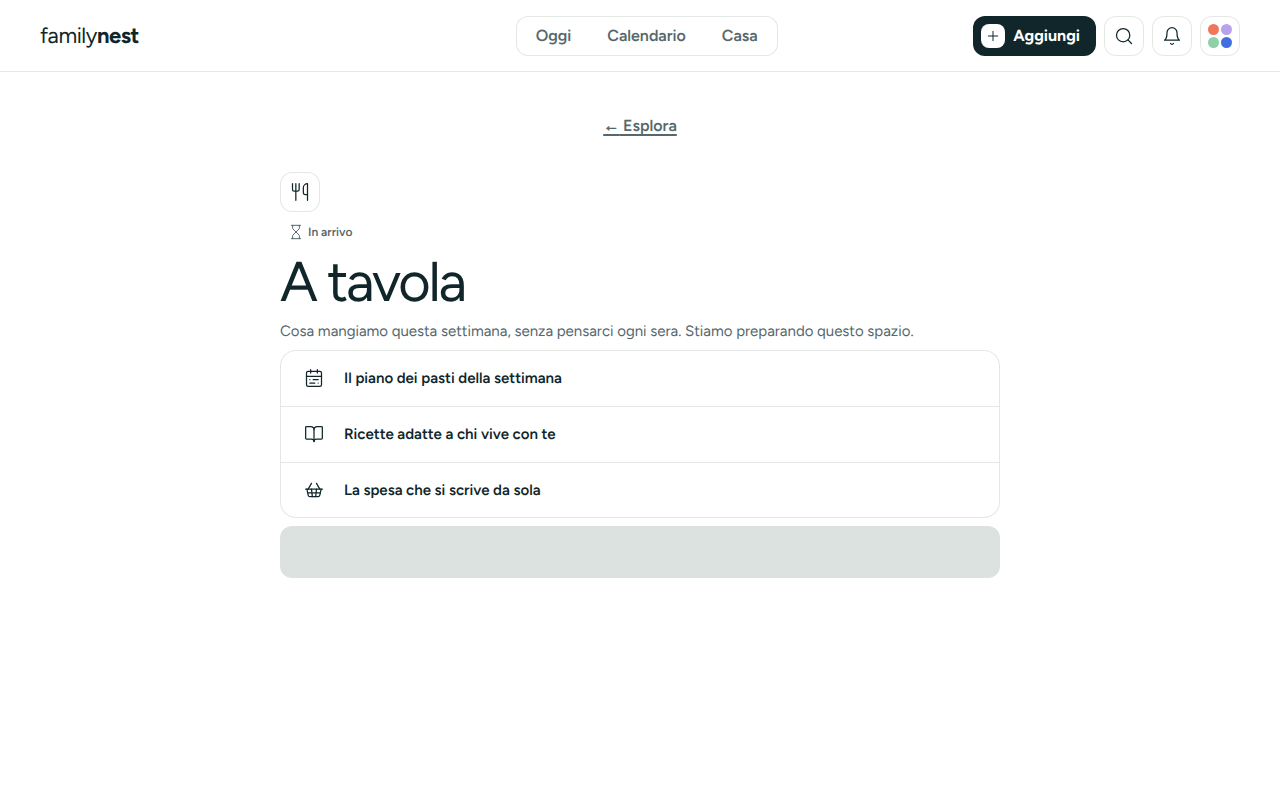 familynest
Oggi Calendario Casa
Aggiungi
← Esplora
In arrivo
A tavola
Cosa mangiamo questa settimana, senza pensarci ogni sera. Stiamo preparando questo spazio.
Il piano dei pasti della settimana
Ricette adatte a chi vive con te
La spesa che si scrive da sola